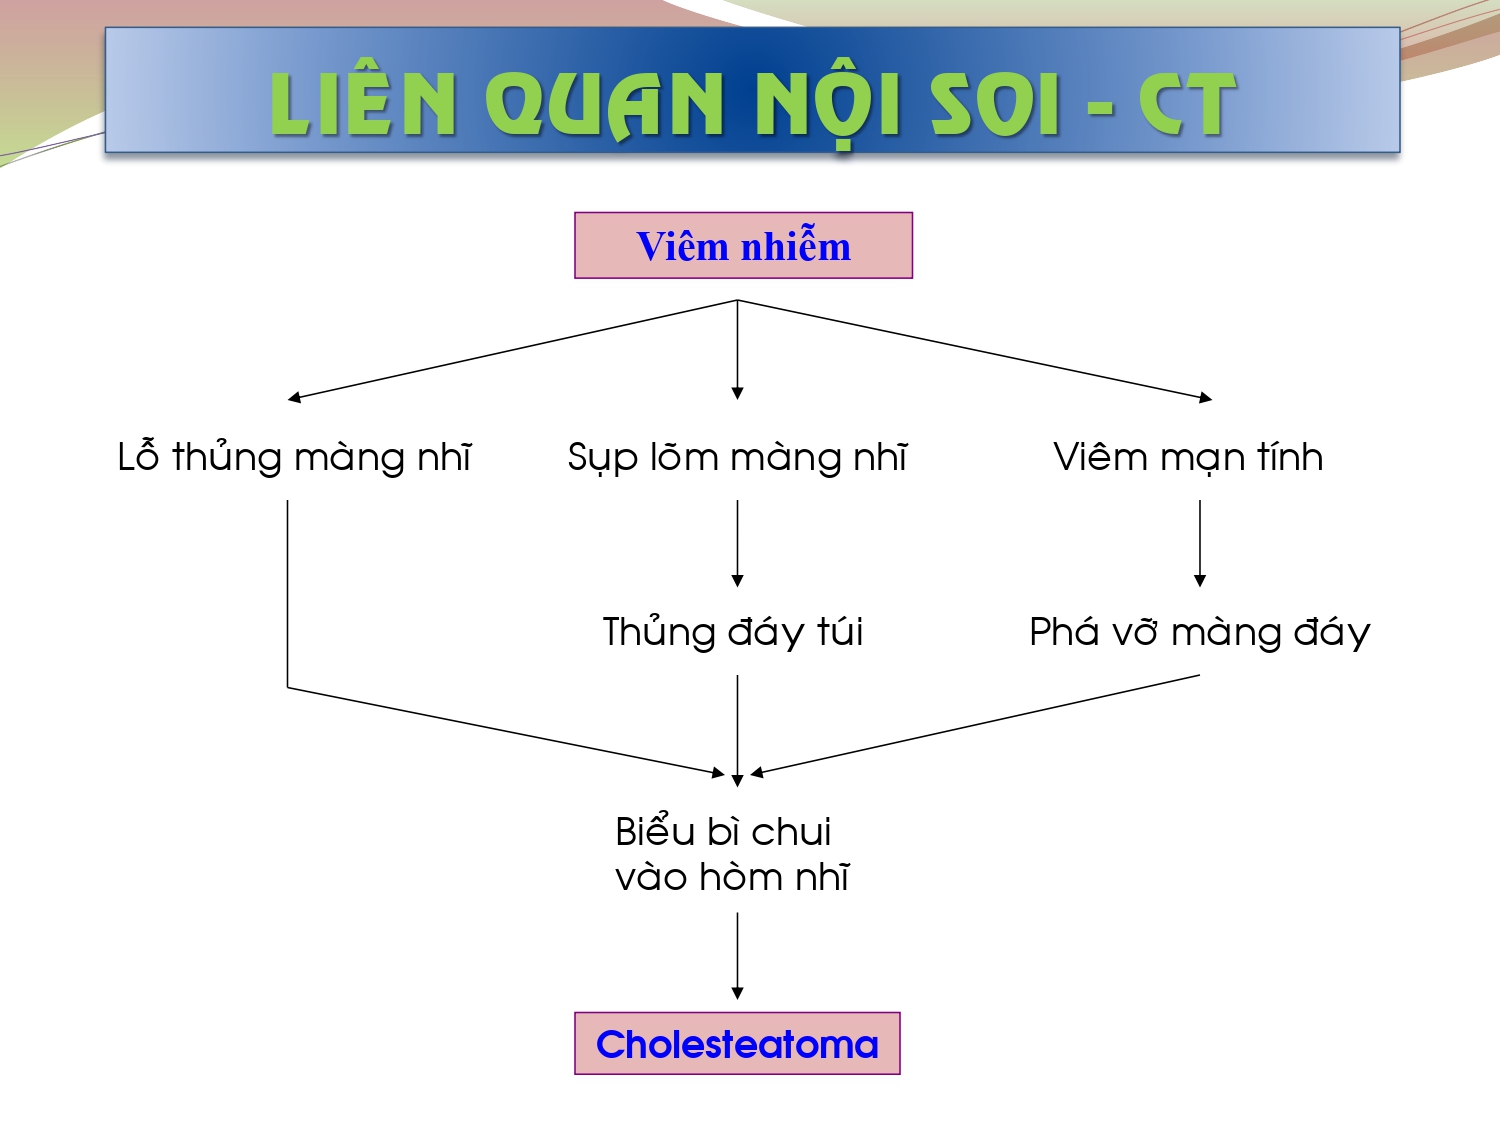 LIÊN QUAN NỘI SOI - CT
Viêm nhiễm
Lỗ thủng màng nhĩ
Sụp lõm màng nhĩ
Viêm mạn tính
Thủng đáy túi
Phá vỡ màng đáy
Biểu bì chui
vào hòm nhĩ
Cholesteatoma